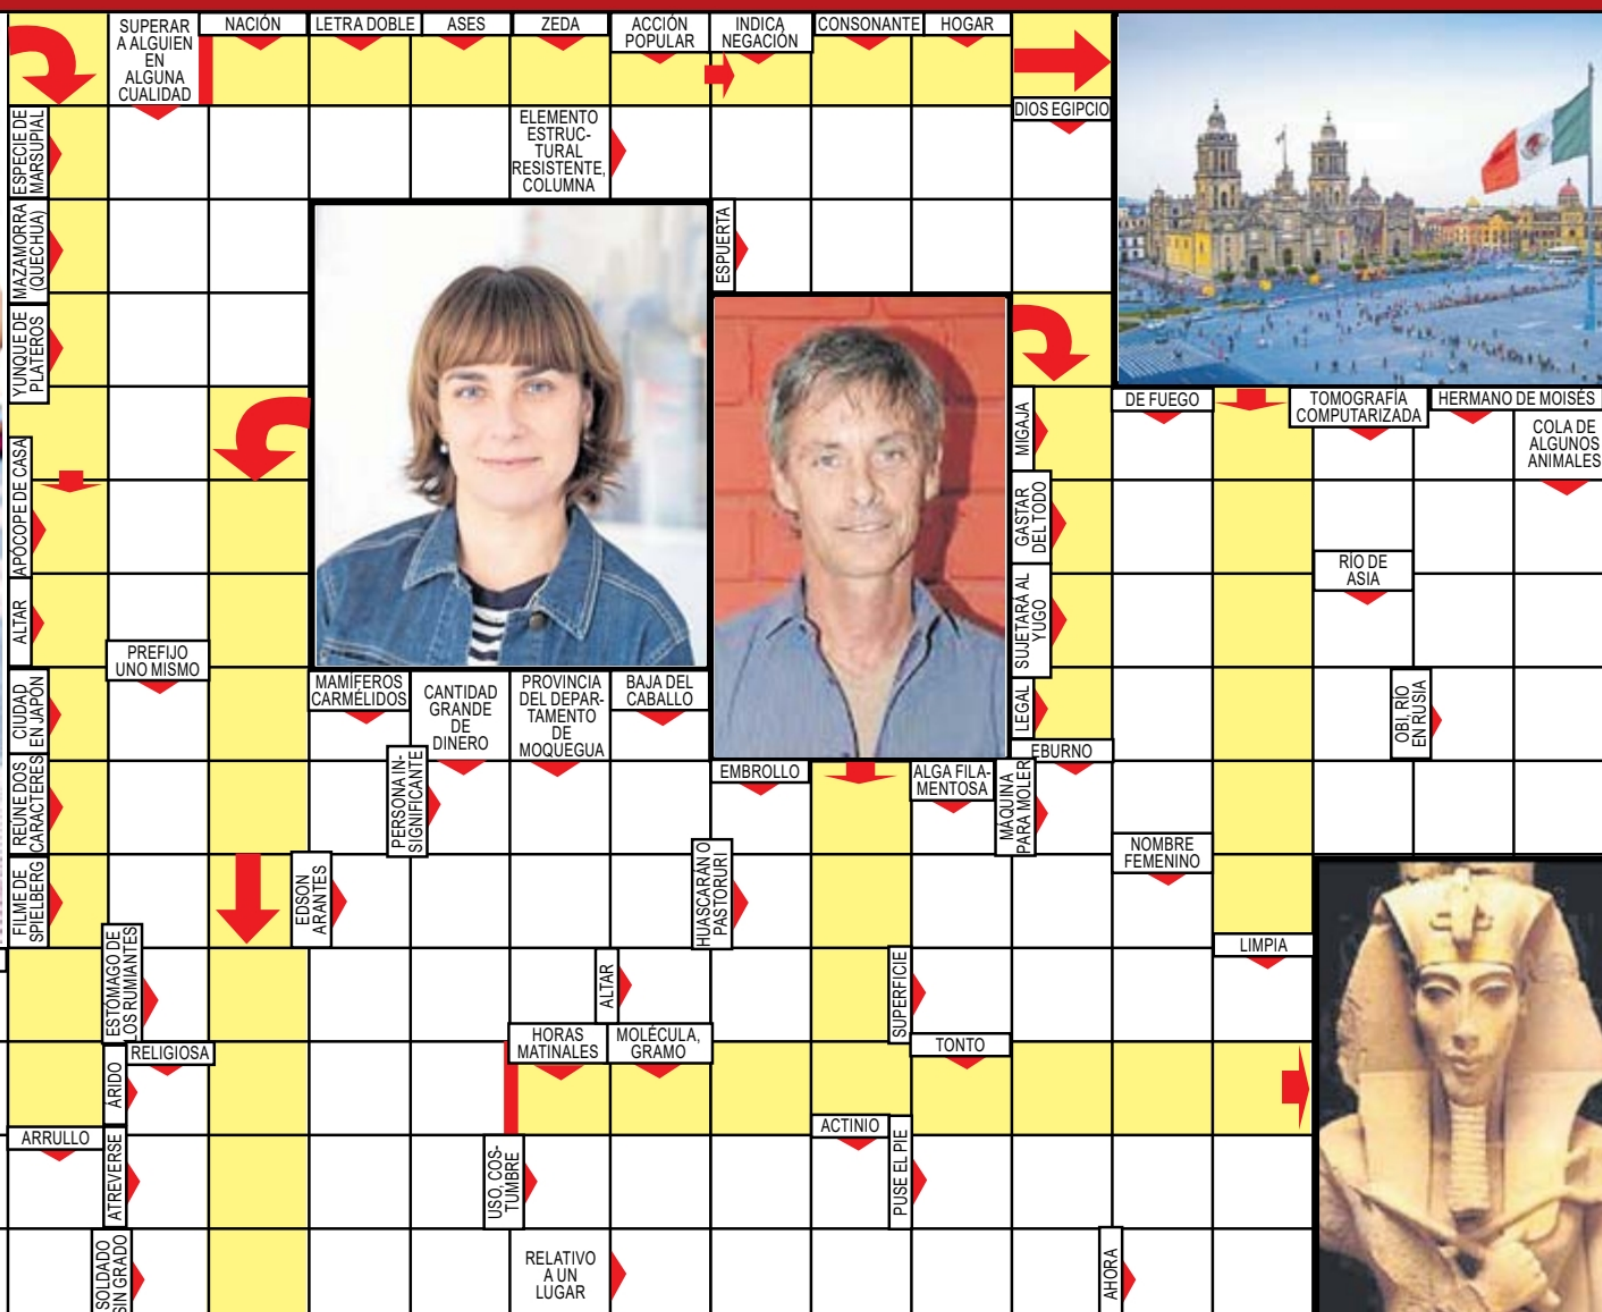 SUPERAR
A ALGUIEN
EN
ALGUNA
CUALIDAD
NACIÓN
LETRA DOBLE
ASES
ZEDA
ACCIÓN
POPULAR
INDICA
NEGACIÓN
CONSONANTE
HOGAR
ESPECIE DE
MARSUPIAL
ELEMENTO
ESTRUC-
TURAL
RESISTENTE,
COLUMNA
DIOS EGIPCIO
MAZAMORRA
(QUECHUA)
ESPUERTA
YUNQUE DE
PLATEROS
MIGAJA
DE FUEGO
TOMOGRAFÍA
COMPUTARIZADA
HERMANO DE MOISÉS
COLA DE
ALGUNOS
ANIMALES
APOCOPE DE CASA
GASTAR
DEL TODO
RÍO DE
ASIA
ALTAR
SUJETARÁ AL
YUGO
PREFIJO
UNO MISMO
CIUDAD
EN JAPÓN
MAMÍFEROS
CARMÉLIDOS
CANTIDAD
GRANDE
DE
DINERO
PROVINCIA
DEL DEPAR-
TAMENTO
DE
MOQUEGUA
BAJA DEL
CABALLO
LEGAL
OBI, RÍO
EN RUSIA
EBURNO
REÚNE DOS
CARACTERES
PERSONA IN-
SIGNIFICANTE
EMBROLLO
ALGA FILA-
MENTOSA
MÁQUINA
PARA MOLER
NOMBRE
FEMENINO
FILME DE
SPIELBERG
EDSON
ARANTES
HUASCARÁN O
PASTORURI
LIMPIA
ESTÓMAGO DE
LOS RUMIANTES
ALTAR
SUPERFICIE
HORAS
MATINALES
MOLÉCULA,
GRAMO
TONTO
ÁRIDO
RELIGIOSA
ACTINIO
ARRULLO
ATREVERSE
USO, COS-
TUMBRE
PUSE EL PIE
SOLDADO
SIN GRADO
RELATIVO
A UN
LUGAR
AHORA